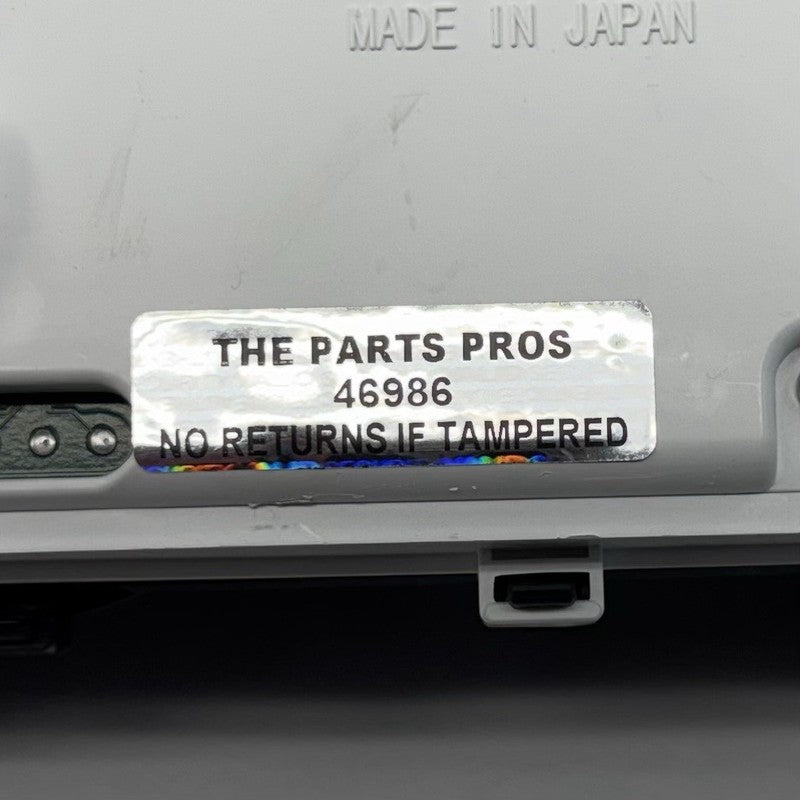 MADE IN JAPAN
THE PARTS PROS
46986
NO RETURNS IF TAMPERED